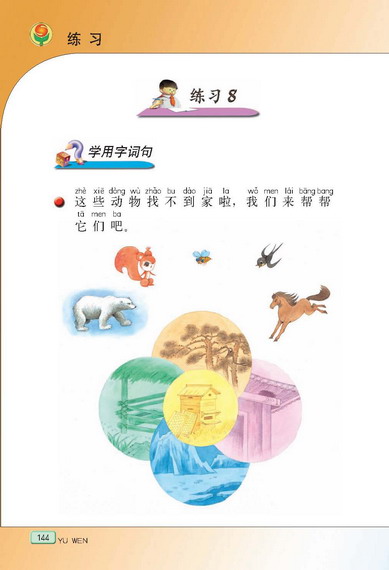 练 习
练习 8
学用字词句
zhè xiē dòng wù zhǎo bu dào jiā la wǒ men lái bāng bang
这 些 动 物 找 不 到 家 啦，我 们 来 帮 帮
tā men ba
它 们 吧。
144 YU WEN